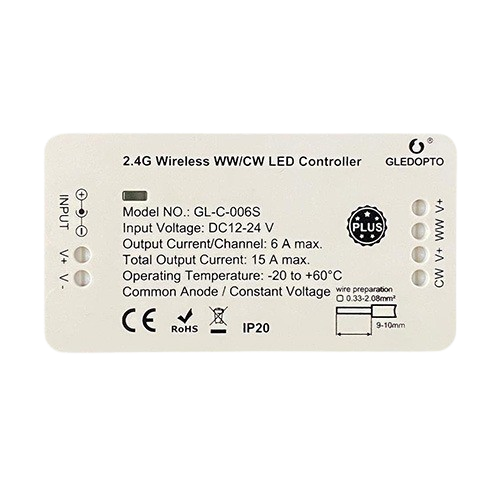 GLEDOPTO ®
2.4G Wireless WW/CW LED Controller
Model NO.: GL-C-006S
Input Voltage: DC12-24 V
Output Current/Channel: 6 A max.
Total Output Current: 15 A max.
Operating Temperature: -20 to +60°C
Common Anode / Constant Voltage
CE
RoHS
IP20
PLUS
wire preparation
0.33-2.08mm²
9-10mm
INPUT
+
-
V+
V-
V+
WW
V+
CW